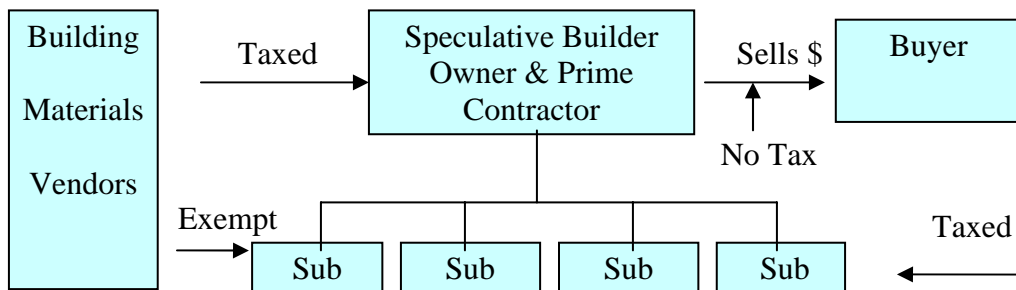 Building
Materials
Vendors
Taxed
Speculative Builder
Owner & Prime
Contractor
Sells $
Buyer
No Tax
Exempt
Sub
Sub
Sub
Sub
Taxed